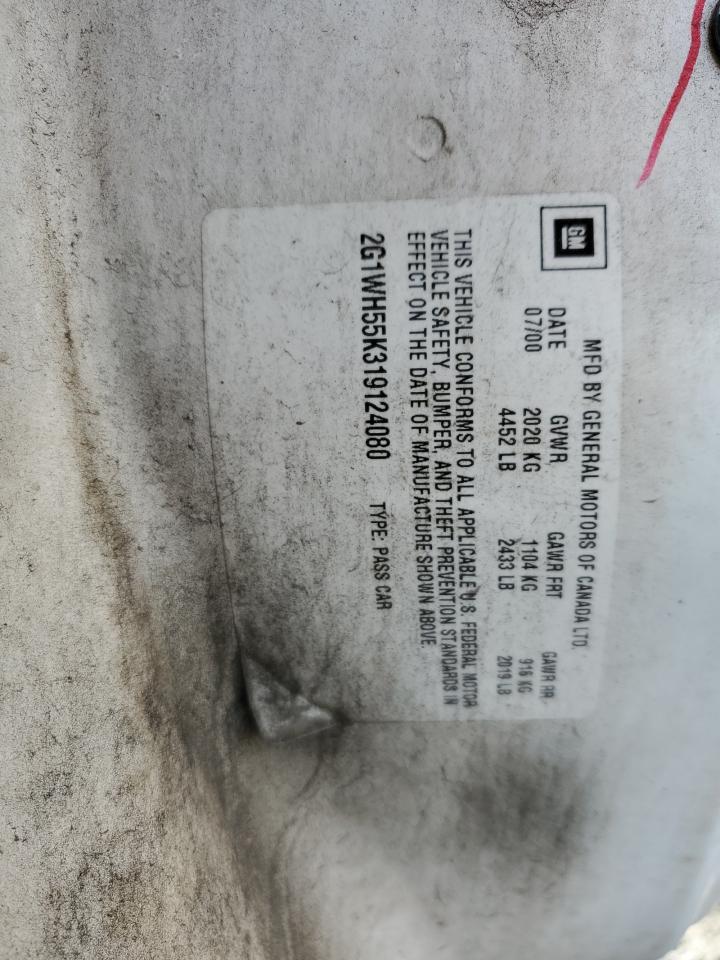 GM
MFD BY GENERAL MOTORS OF CANADA LTD.
DATE GVWR GAWR FRT GAWR RR
07/00 2020 KG 1104 KG 916 KG
4452 LB 2433 LB 2019 LB
THIS VEHICLE CONFORMS TO ALL APPLICABLE U.S. FEDERAL MOTOR
VEHICLE SAFETY, BUMPER, AND THEFT PREVENTION STANDARDS IN
EFFECT ON THE DATE OF MANUFACTURE SHOWN ABOVE.
2G1WH55K319124080 TYPE: PASS CAR